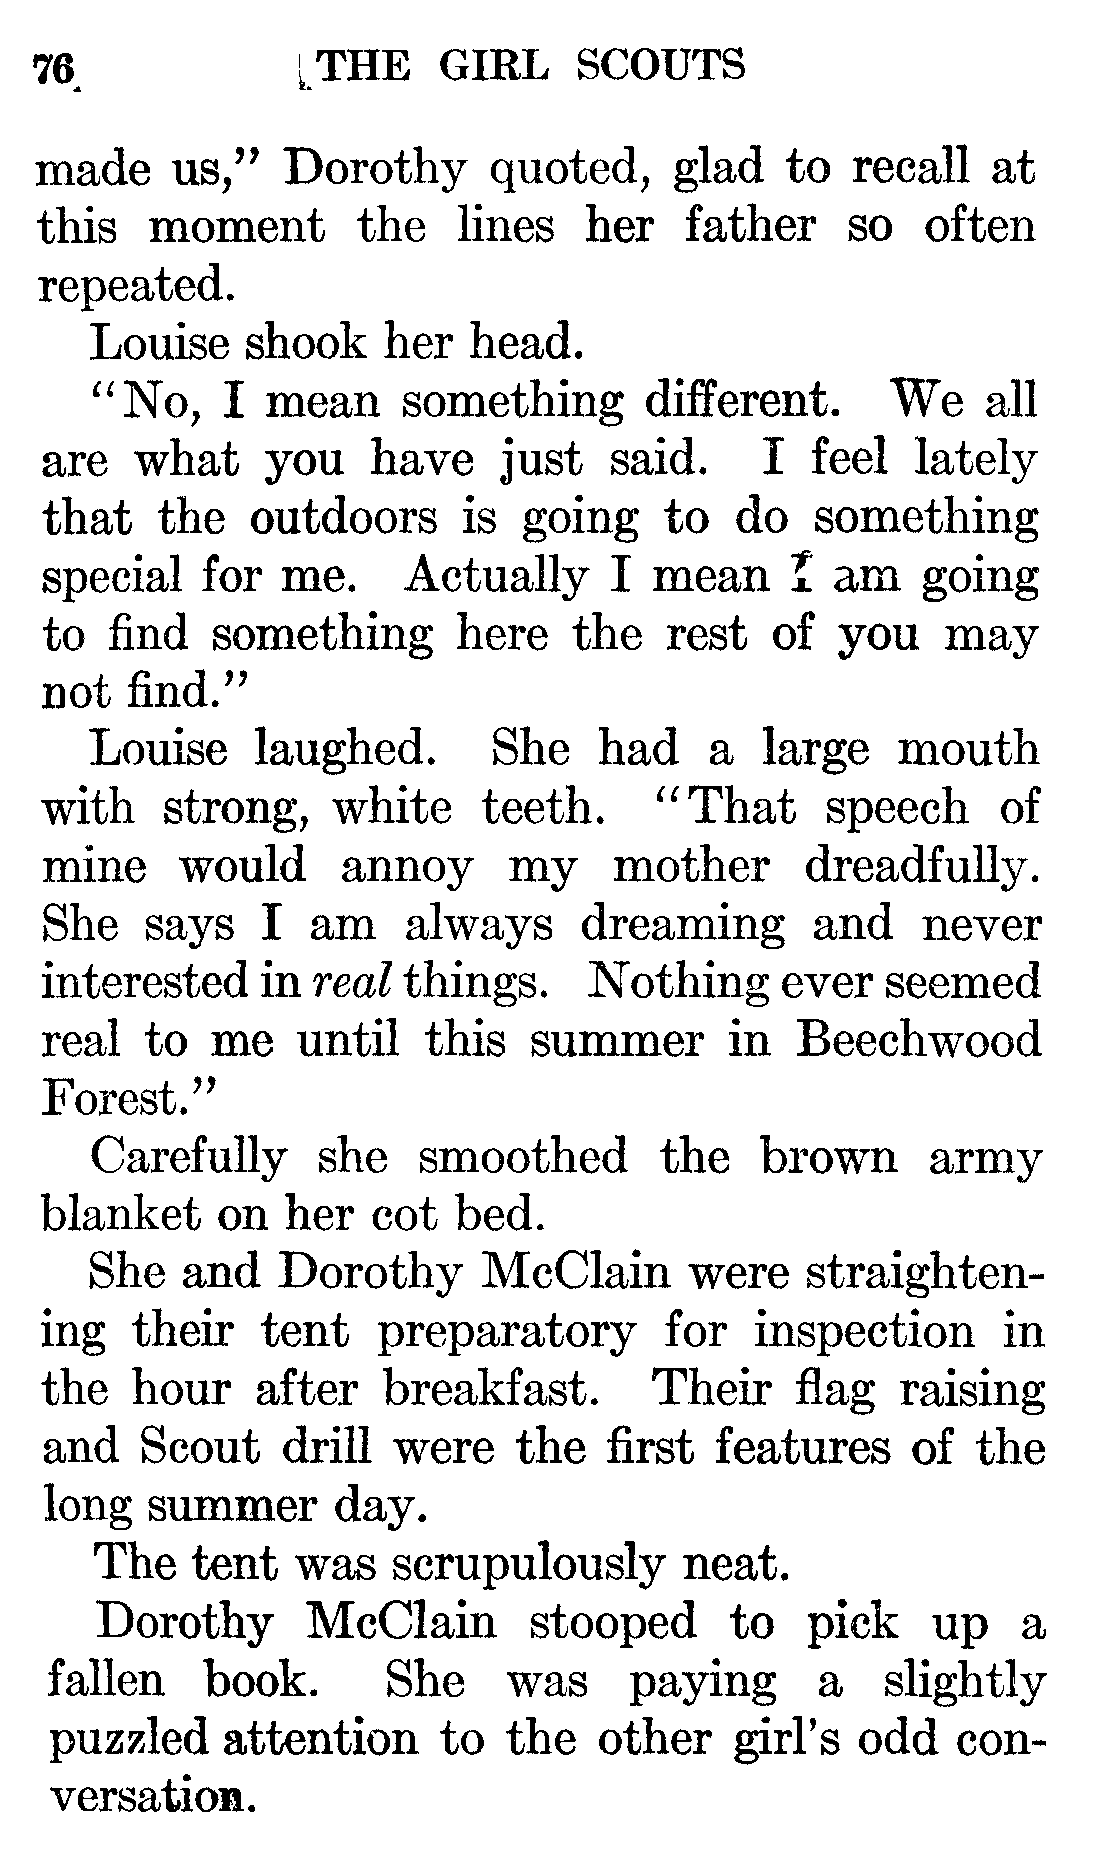 76 THE GIRL SCOUTS
made us," Dorothy quoted, glad to recall at
this moment the lines her father so often
repeated.
Louise shook her head.
"No, I mean something different. We all
are what you have just said. I feel lately
that the outdoors is going to do something
special for me. Actually I mean I am going
to find something here the rest of you may
not find."
Louise laughed. She had a large mouth
with strong, white teeth. "That speech of
mine would annoy my mother dreadfully.
She says I am always dreaming and never
interested in real things. Nothing ever seemed
real to me until this summer in Beechwood
Forest."
Carefully she smoothed the brown army
blanket on her cot bed.
She and Dorothy McClain were straighten-
ing their tent preparatory for inspection in
the hour after breakfast. Their flag raising
and Scout drill were the first features of the
long summer day.
The tent was scrupulously neat.
Dorothy McClain stooped to pick up a
fallen book. She was paying a slightly
puzzled attention to the other girl's odd con-
versation.